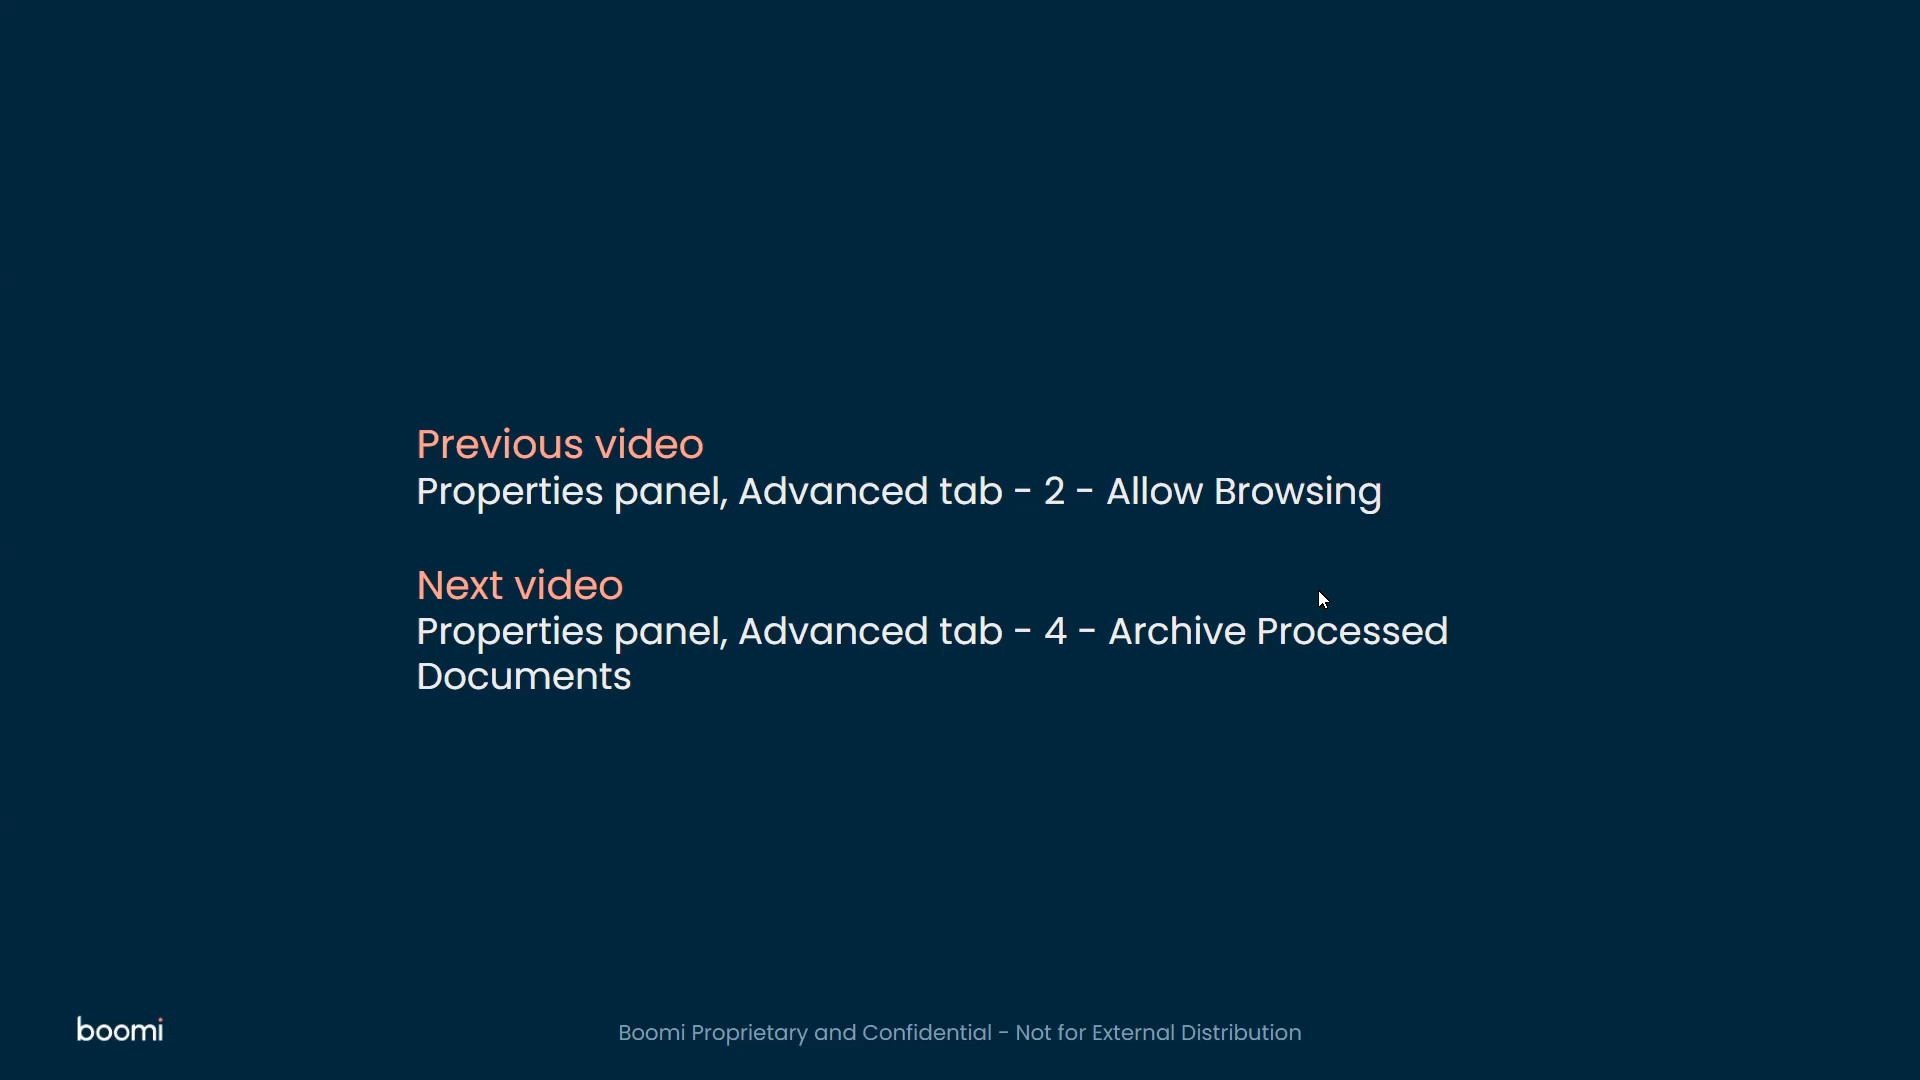 Previous video
Properties panel, Advanced tab - 2 - Allow Browsing
Next video
Properties panel, Advanced tab - 4 - Archive Processed
Documents
boomi
Boomi Proprietary and Confidential - Not for External Distribution